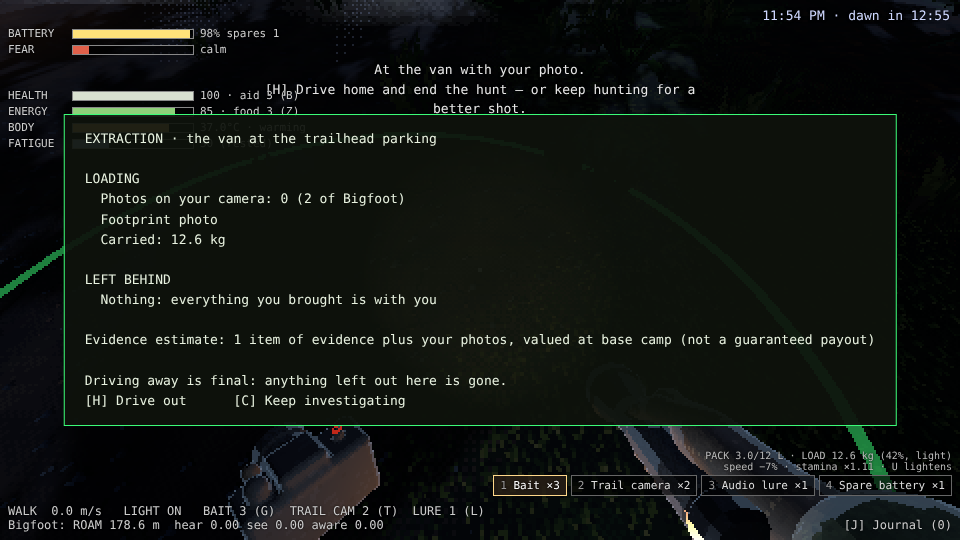 11:54 PM · dawn in 12:55
BATTERY 98% spares 1
FEAR calm
At the van with your photo.
HEALTH 100 · aid 3 (B)
[H] Drive home and end the hunt — or keep hunting for a
better shot.
ENERGY 85 · food 3 (Z)
BODY 37.0°C · warming
FATIGUE
EXTRACTION · the van at the trailhead parking
LOADING
Photos on your camera: 0 (2 of Bigfoot)
Footprint photo
Carried: 12.6 kg
LEFT BEHIND
Nothing: everything you brought is with you
Evidence estimate: 1 item of evidence plus your photos, valued at base camp (not a guaranteed payout)
Driving away is final: anything left out here is gone.
[H] Drive out [C] Keep investigating
PACK 3.0/12 L · LOAD 12.6 kg (42%, light)
speed −7% · stamina ×1.11 · U lightens
1 Bait ×3 2 Trail camera ×2 3 Audio lure ×1 4 Spare battery ×1
WALK 0.0 m/s LIGHT ON BAIT 3 (G) TRAIL CAM 2 (T) LURE 1 (L)
Bigfoot: ROAM 178.6 m hear 0.00 see 0.00 aware 0.00
[J] Journal (0)